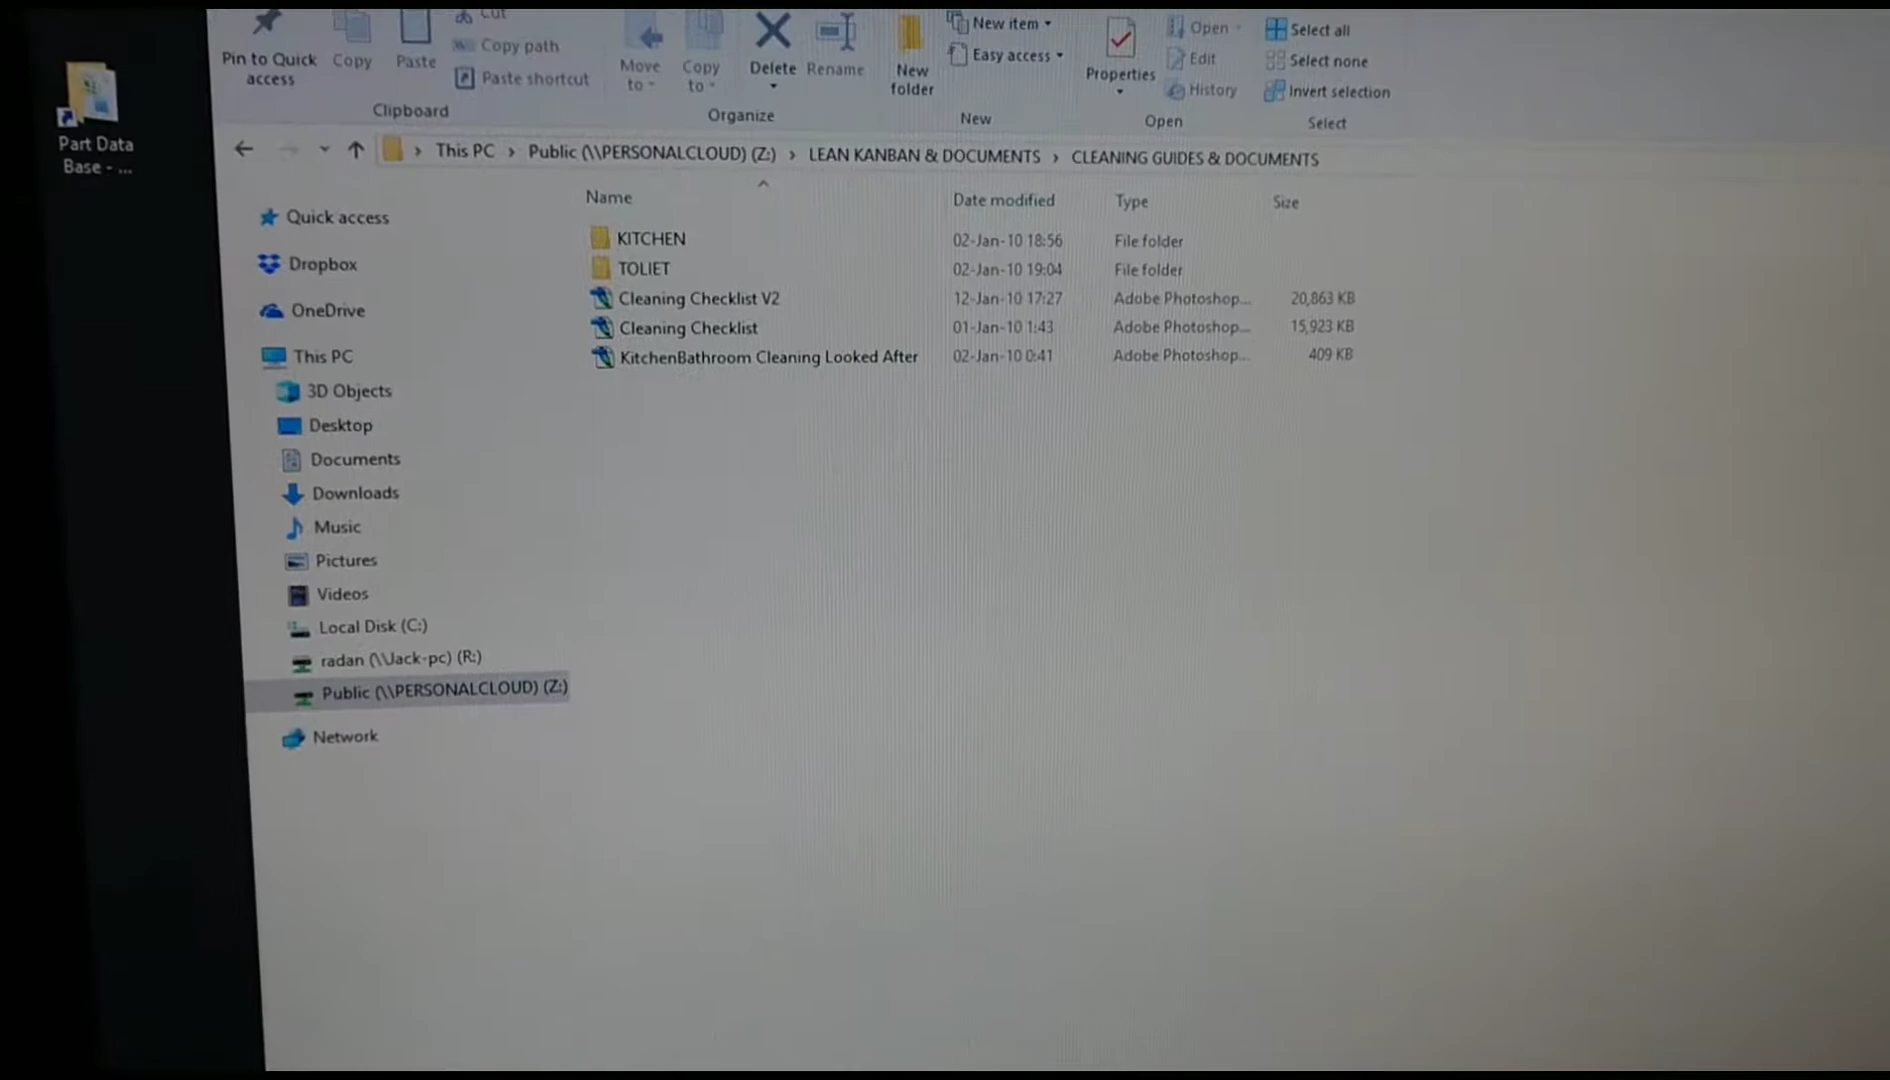 Cut
Pin to Quick access
Copy
Paste
Copy path
Paste shortcut
Clipboard
Move to
Copy to
Delete
Rename
Organize
New folder
New item
Easy access
New
Properties
Open
Edit
History
Open
Select all
Select none
Invert selection
Select
Part Data
Base - ...
This PC > Public (\\PERSONALCLOUD) (Z:) > LEAN KANBAN & DOCUMENTS > CLEANING GUIDES & DOCUMENTS
Name Date modified Type Size
KITCHEN 02-Jan-10 18:56 File folder
TOLIET 02-Jan-10 19:04 File folder
Cleaning Checklist V2 12-Jan-10 17:27 Adobe Photoshop... 20,863 KB
Cleaning Checklist 01-Jan-10 1:43 Adobe Photoshop... 15,923 KB
KitchenBathroom Cleaning Looked After 02-Jan-10 0:41 Adobe Photoshop... 409 KB
Quick access
Dropbox
OneDrive
This PC
3D Objects
Desktop
Documents
Downloads
Music
Pictures
Videos
Local Disk (C:)
radan (\\Jack-pc) (R:)
Public (\\PERSONALCLOUD) (Z:)
Network